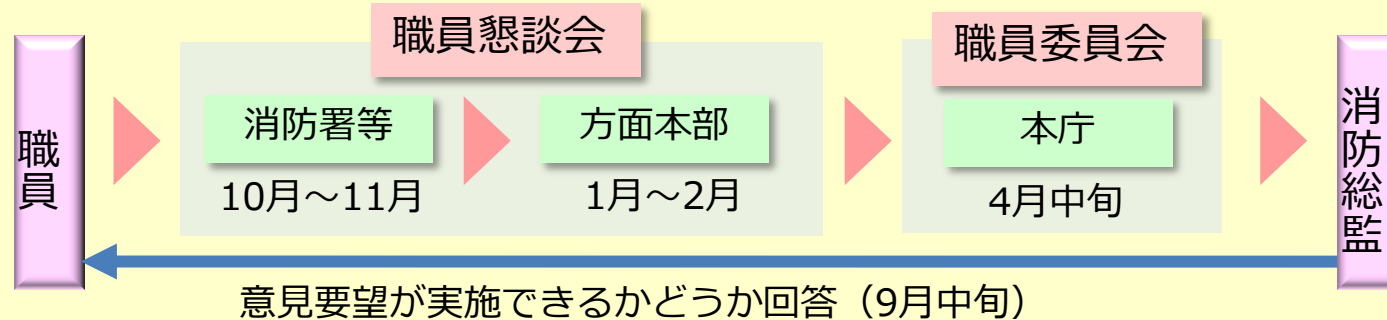 職員
職員懇談会
消防署等
10月～11月
方面本部
1月～2月
職員委員会
本庁
4月中旬
消防総監
意見要望が実施できるかどうか回答（9月中旬）